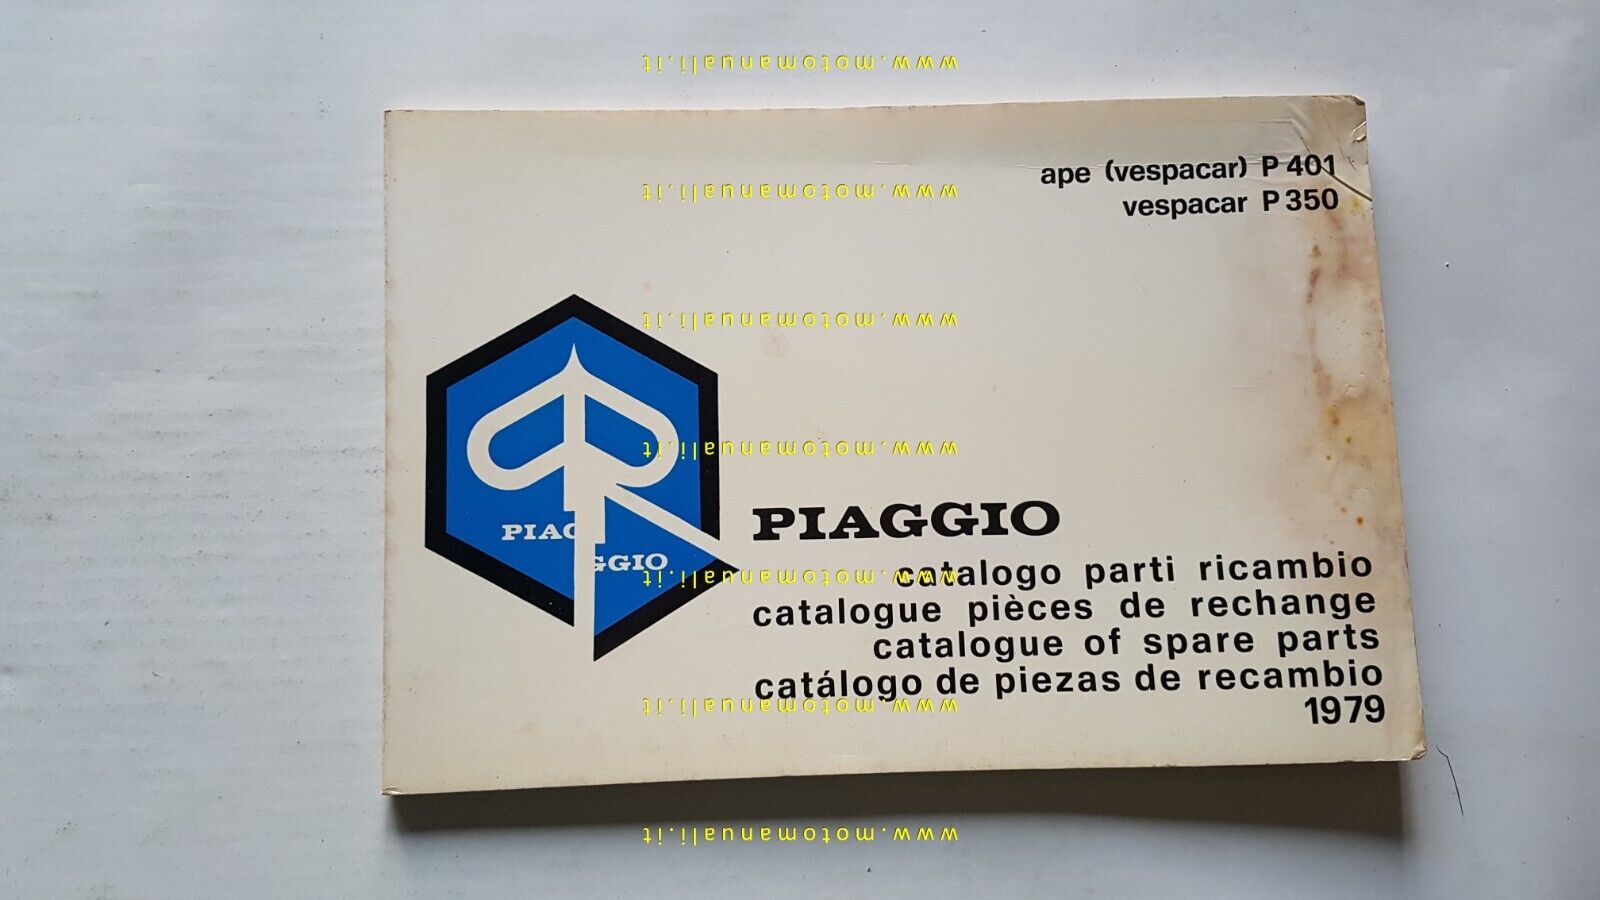 www.motomanuali.it
ape (vespacar) P 401
www.motomanuali.it
vespacar P 350
www.motomanuali.it
www.motomanuali.it
PIAGGIO
PIAG
GGIO
www.motomanuali.it
catalogo parti ricambio
catalogue pièces de rechange
catalogue of spare parts
catálogo de piezas de recambio
www.motomanuali.it
1979
www.motomanuali.it